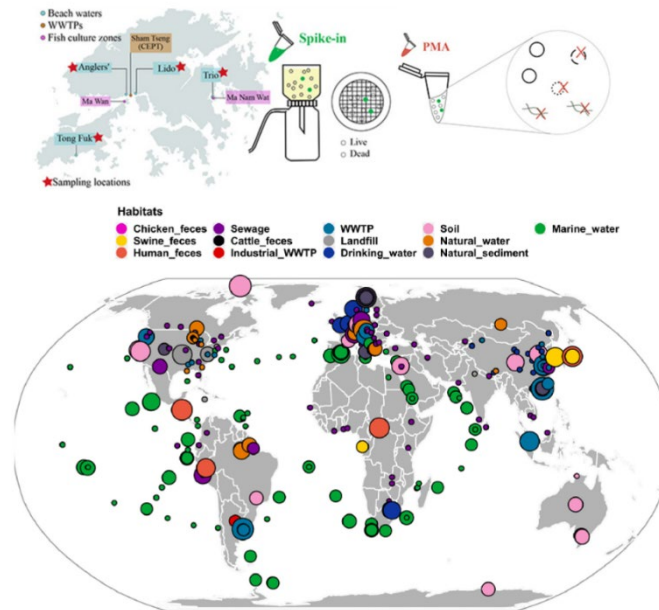 Beach waters
WWTPs
Fish culture zones
Sham Tseng
(CEPT)
Anglers'
Lido
Trio
Ma Wan
Ma Nam Wat
Tong Fuk
Sampling locations
Spike-in
Live
Dead
PMA
Habitats
Chicken_feces Sewage WWTP Soil Marine_water
Swine_feces Cattle_feces Landfill Natural_water
Human_feces Industrial_WWTP Drinking_water Natural_sediment